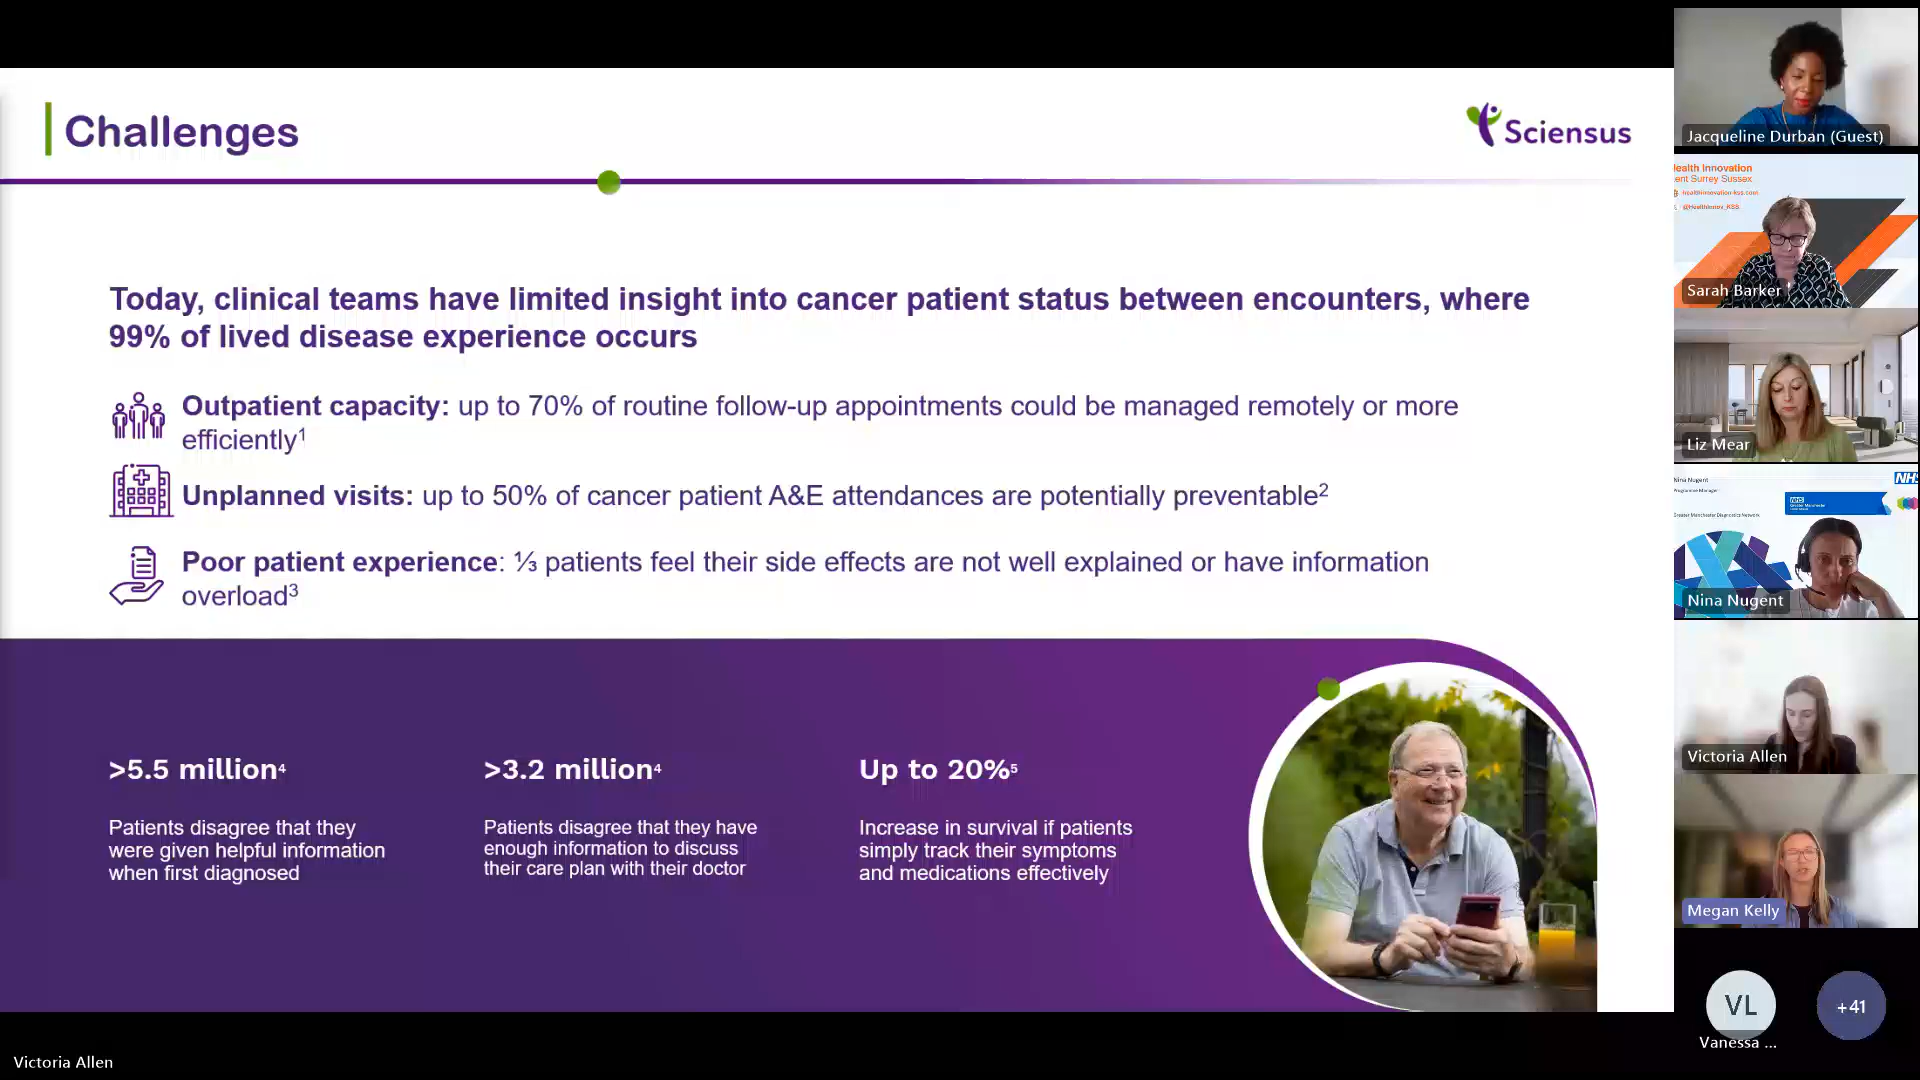 Challenges
Sciensus
Today, clinical teams have limited insight into cancer patient status between encounters, where
99% of lived disease experience occurs
Outpatient capacity: up to 70% of routine follow-up appointments could be managed remotely or more
efficiently1
Unplanned visits: up to 50% of cancer patient A&E attendances are potentially preventable2
Poor patient experience: ⅓ patients feel their side effects are not well explained or have information
overload3
>5.5 million4
Patients disagree that they
were given helpful information
when first diagnosed
>3.2 million4
Patients disagree that they have
enough information to discuss
their care plan with their doctor
Up to 20%5
Increase in survival if patients
simply track their symptoms
and medications effectively
Jacqueline Durban (Guest)
ealth Innovation
ent Surrey Sussex
healthinnovation-kss.com
@HealthInnov_KSS
Sarah Barker
Liz Mear
Nina Nugent
Programme Manager
NHS
NHS
Greater Manchester
Greater Manchester Diagnostics Network
Nina Nugent
Victoria Allen
Megan Kelly
VL
+41
Vanessa ...
Victoria Allen